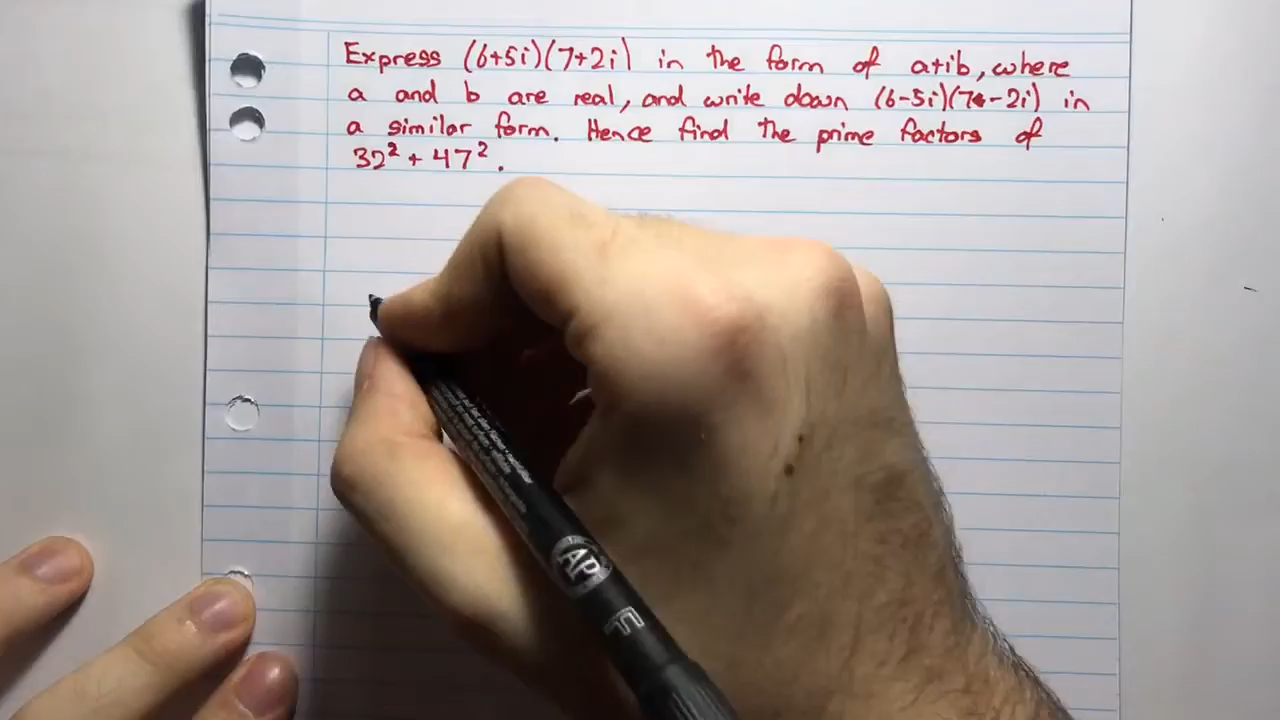 Express (6+5i)(7+2i) in the form of a+ib, where
a and b are real, and write down (6-5i)(7-2i) in
a similar form. Hence find the prime factors of
32² + 47².
AP F